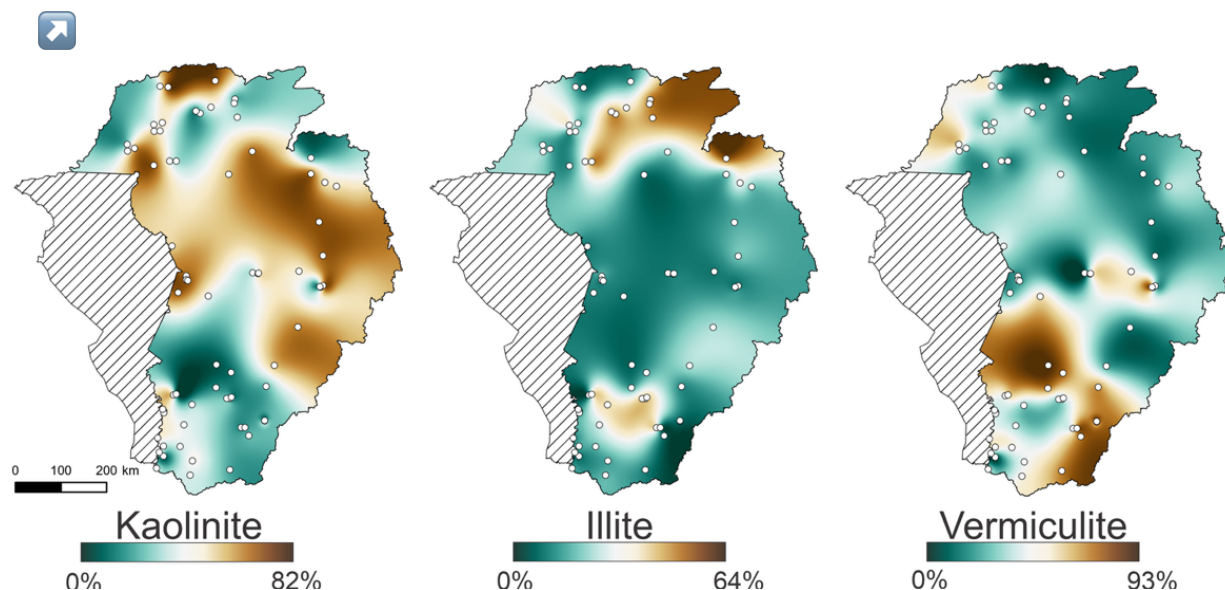 0 100 200 km
Kaolinite
0% 82%
Illite
0% 64%
Vermiculite
0% 93%